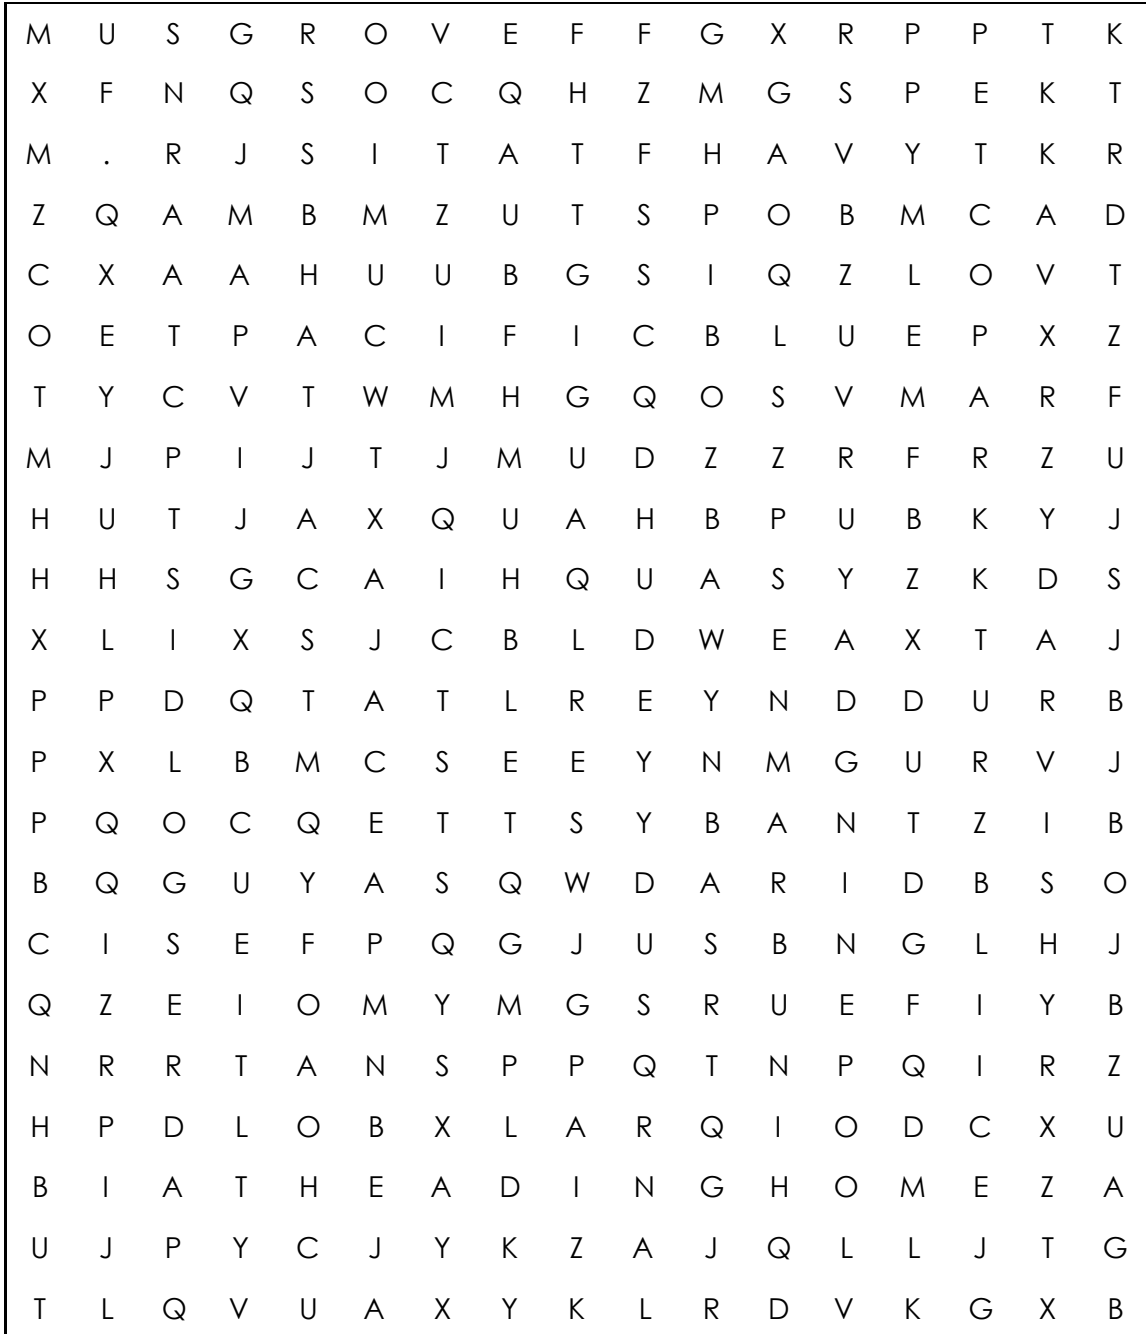 M U S G R O V E F F G X R P P T K
X F N Q S O C Q H Z M G S P E K T
M . R J S I T A T F H A V Y T K R
Z Q A M B M Z U T S P O B M C A D
C X A A H U U B G S I Q Z L O V T
O E T P A C I F I C B L U E P X Z
T Y C V T W M H G Q O S V M A R F
M J P I J T J M U D Z Z R F R Z U
H U T J A X Q U A H B P U B K Y J
H H S G C A I H Q U A S Y Z K D S
X L I X S J C B L D W E A X T A J
P P D Q T A T L R E Y N D D U R B
P X L B M C S E E Y N M G U R V J
P Q O C Q E T T S Y B A N T Z I B
B Q G U Y A S Q W D A R I D B S O
C I S E F P Q G J U S B N G L H J
Q Z E I O M Y M G S R U E F I Y B
N R R T A N S P P Q T N P Q I R Z
H P D L O B X L A R Q I O D C X U
B I A T H E A D I N G H O M E Z A
U J P Y C J Y K Z A J Q L L J T G
T L Q V U A X Y K L R D V K G X B